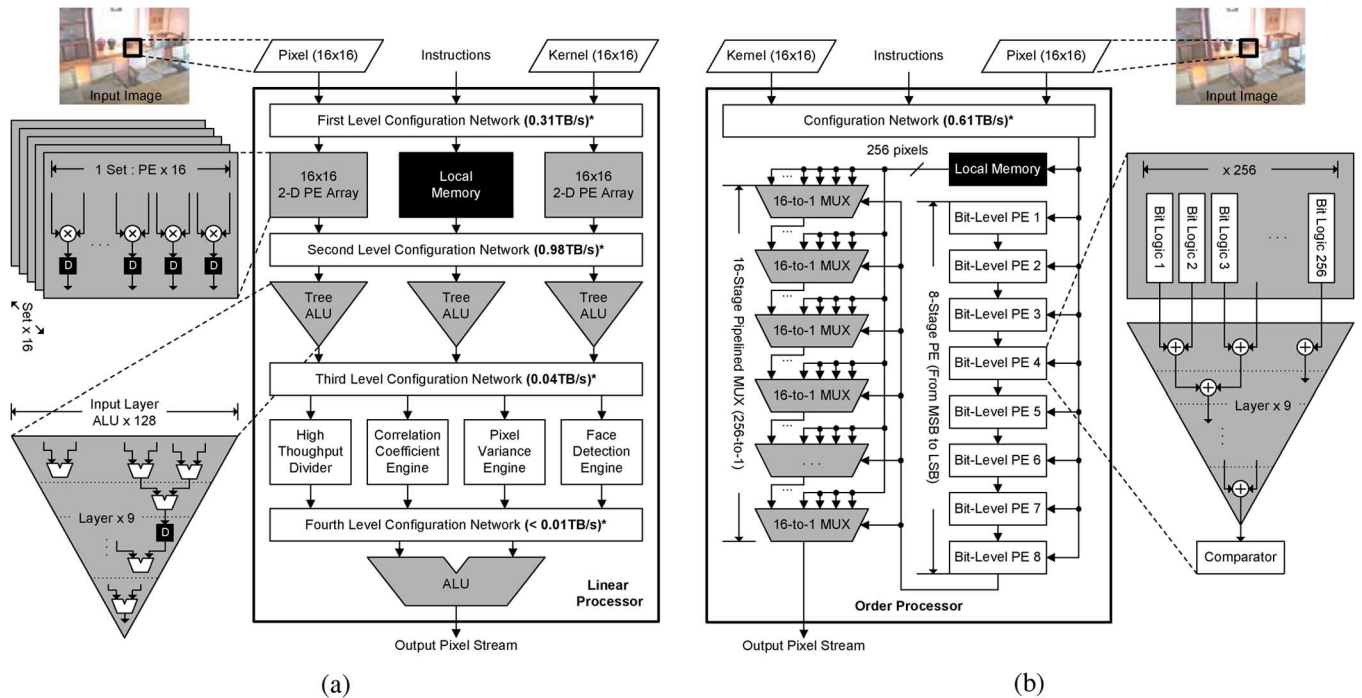 Input Image
Pixel (16x16)
Instructions
Kernel (16x16)
First Level Configuration Network (0.31TB/s)*
1 Set : PE x 16
. . .
D
D
D
D
Set x 16
16x16
2-D PE Array
Local
Memory
16x16
2-D PE Array
Second Level Configuration Network (0.98TB/s)*
Tree
ALU
Tree
ALU
Tree
ALU
Third Level Configuration Network (0.04TB/s)*
Input Layer
ALU x 128
Layer x 9
D
High
Thoughput
Divider
Correlation
Coefficient
Engine
Pixel
Variance
Engine
Face
Detection
Engine
Fourth Level Configuration Network (< 0.01TB/s)*
ALU
Linear
Processor
Output Pixel Stream
(a)
Kernel (16x16)
Instructions
Pixel (16x16)
Input Image
Configuration Network (0.61TB/s)*
256 pixels
Local Memory
16-Stage Pipelined MUX (256-to-1)
16-to-1 MUX
16-to-1 MUX
16-to-1 MUX
16-to-1 MUX
. . .
16-to-1 MUX
8-Stage PE (From MSB to LSB)
Bit-Level PE 1
Bit-Level PE 2
Bit-Level PE 3
Bit-Level PE 4
Bit-Level PE 5
Bit-Level PE 6
Bit-Level PE 7
Bit-Level PE 8
Order Processor
Output Pixel Stream
x 256
Bit Logic 1
Bit Logic 2
Bit Logic 3
. . .
Bit Logic 256
Layer x 9
Comparator
(b)